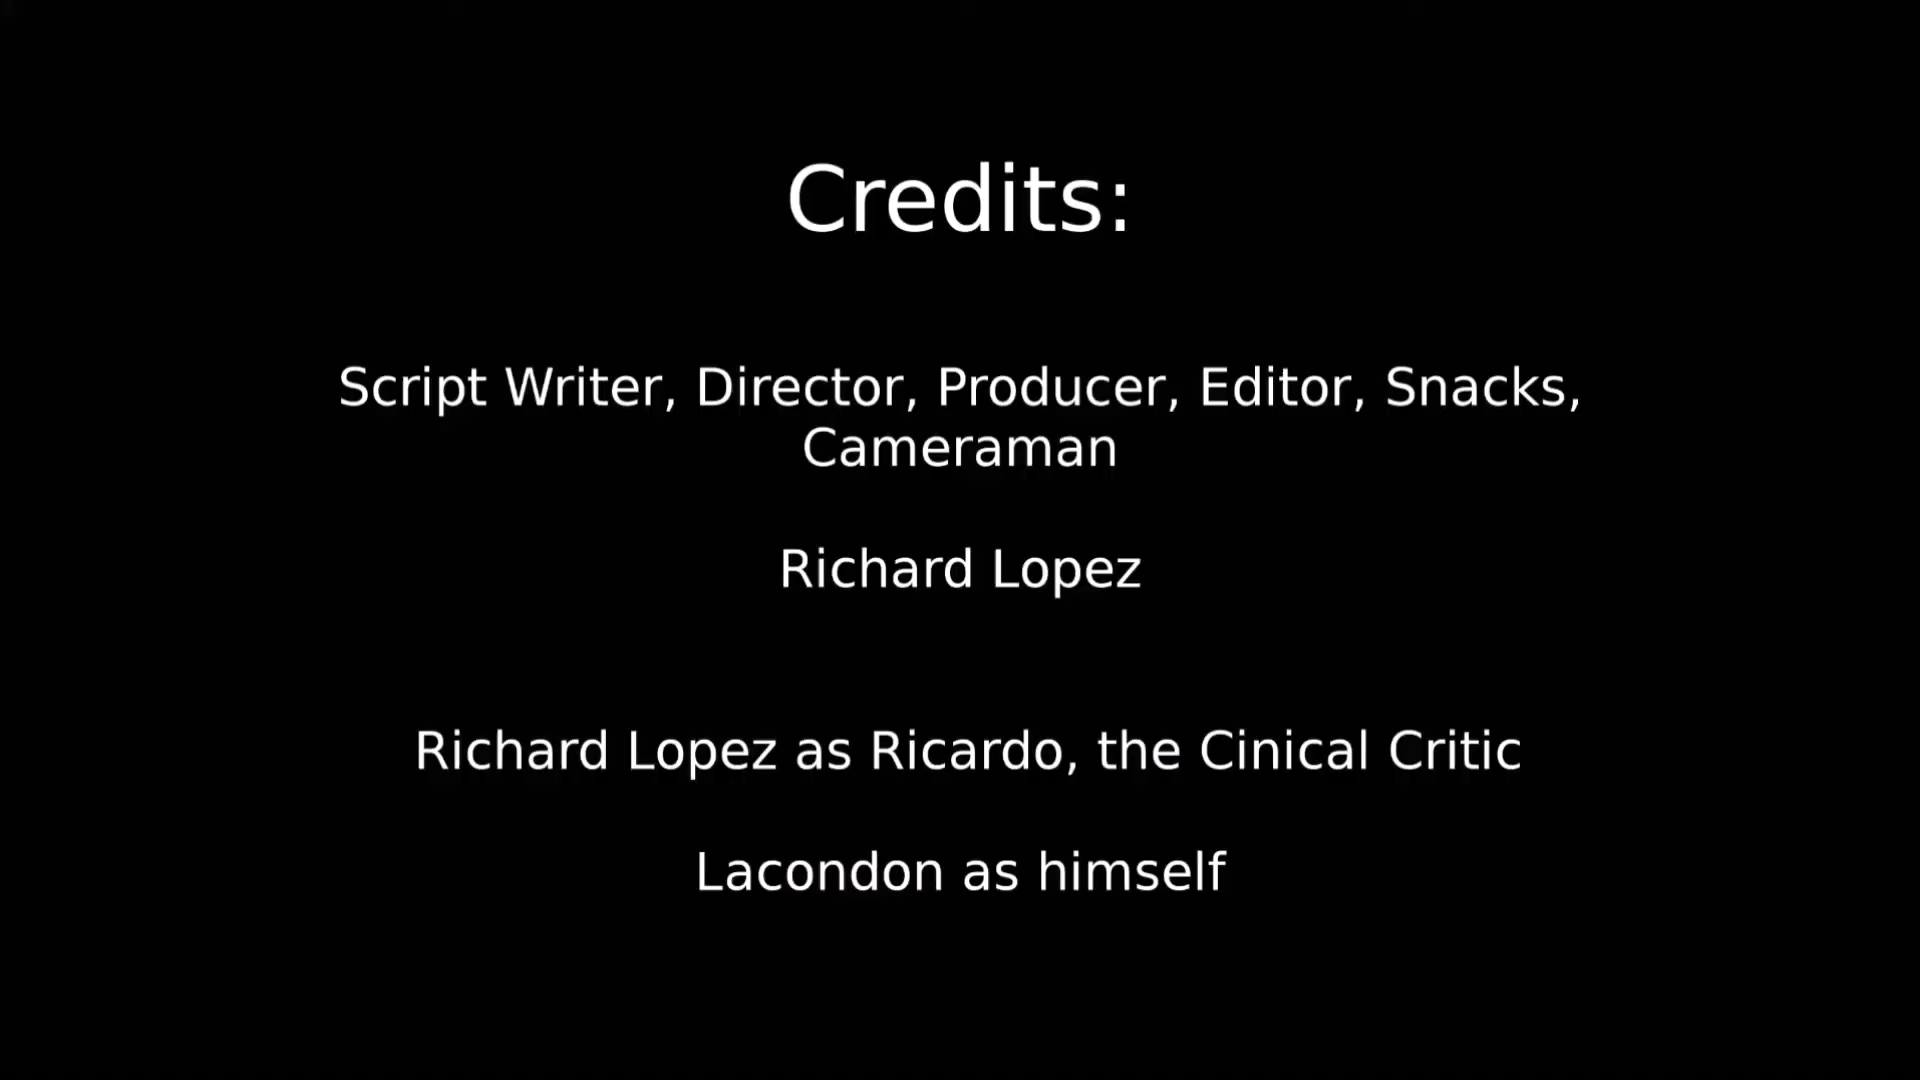 Credits:
Script Writer, Director, Producer, Editor, Snacks,
Cameraman
Richard Lopez
Richard Lopez as Ricardo, the Cinical Critic
Lacondon as himself